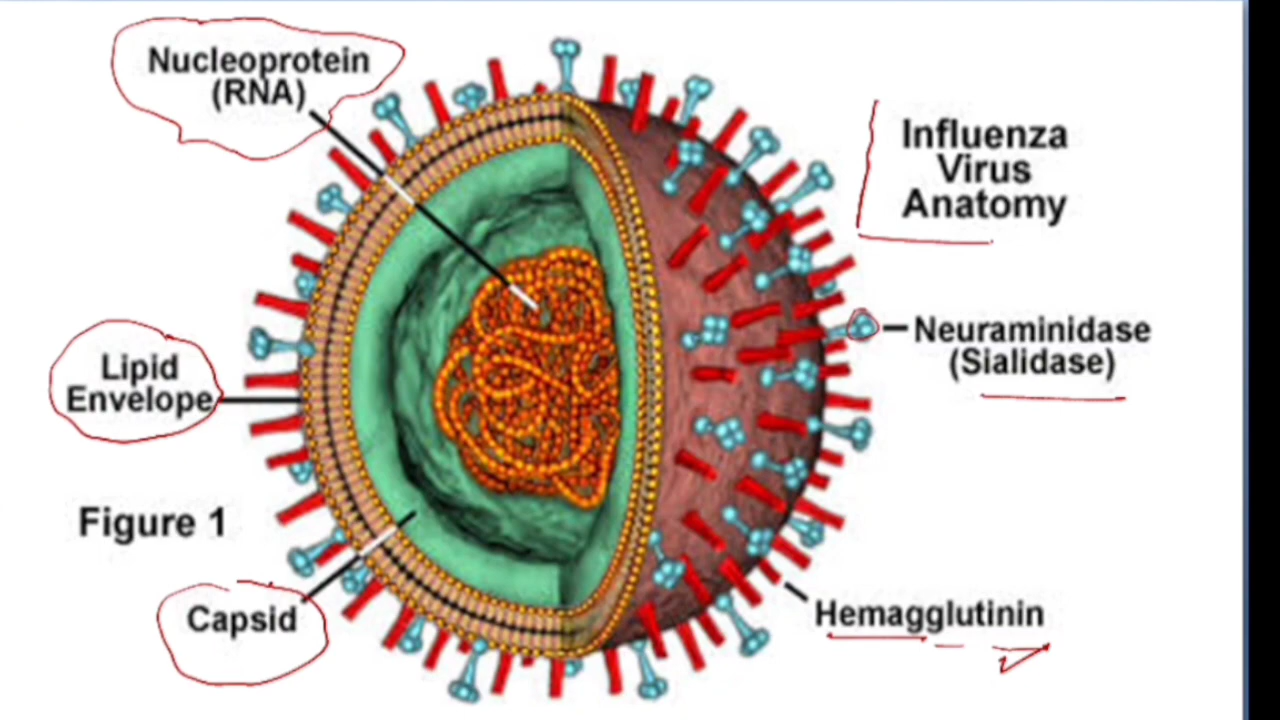 Nucleoprotein
(RNA)
Influenza
Virus
Anatomy
Neuraminidase
(Sialidase)
Lipid
Envelope
Figure 1
Capsid
Hemagglutinin